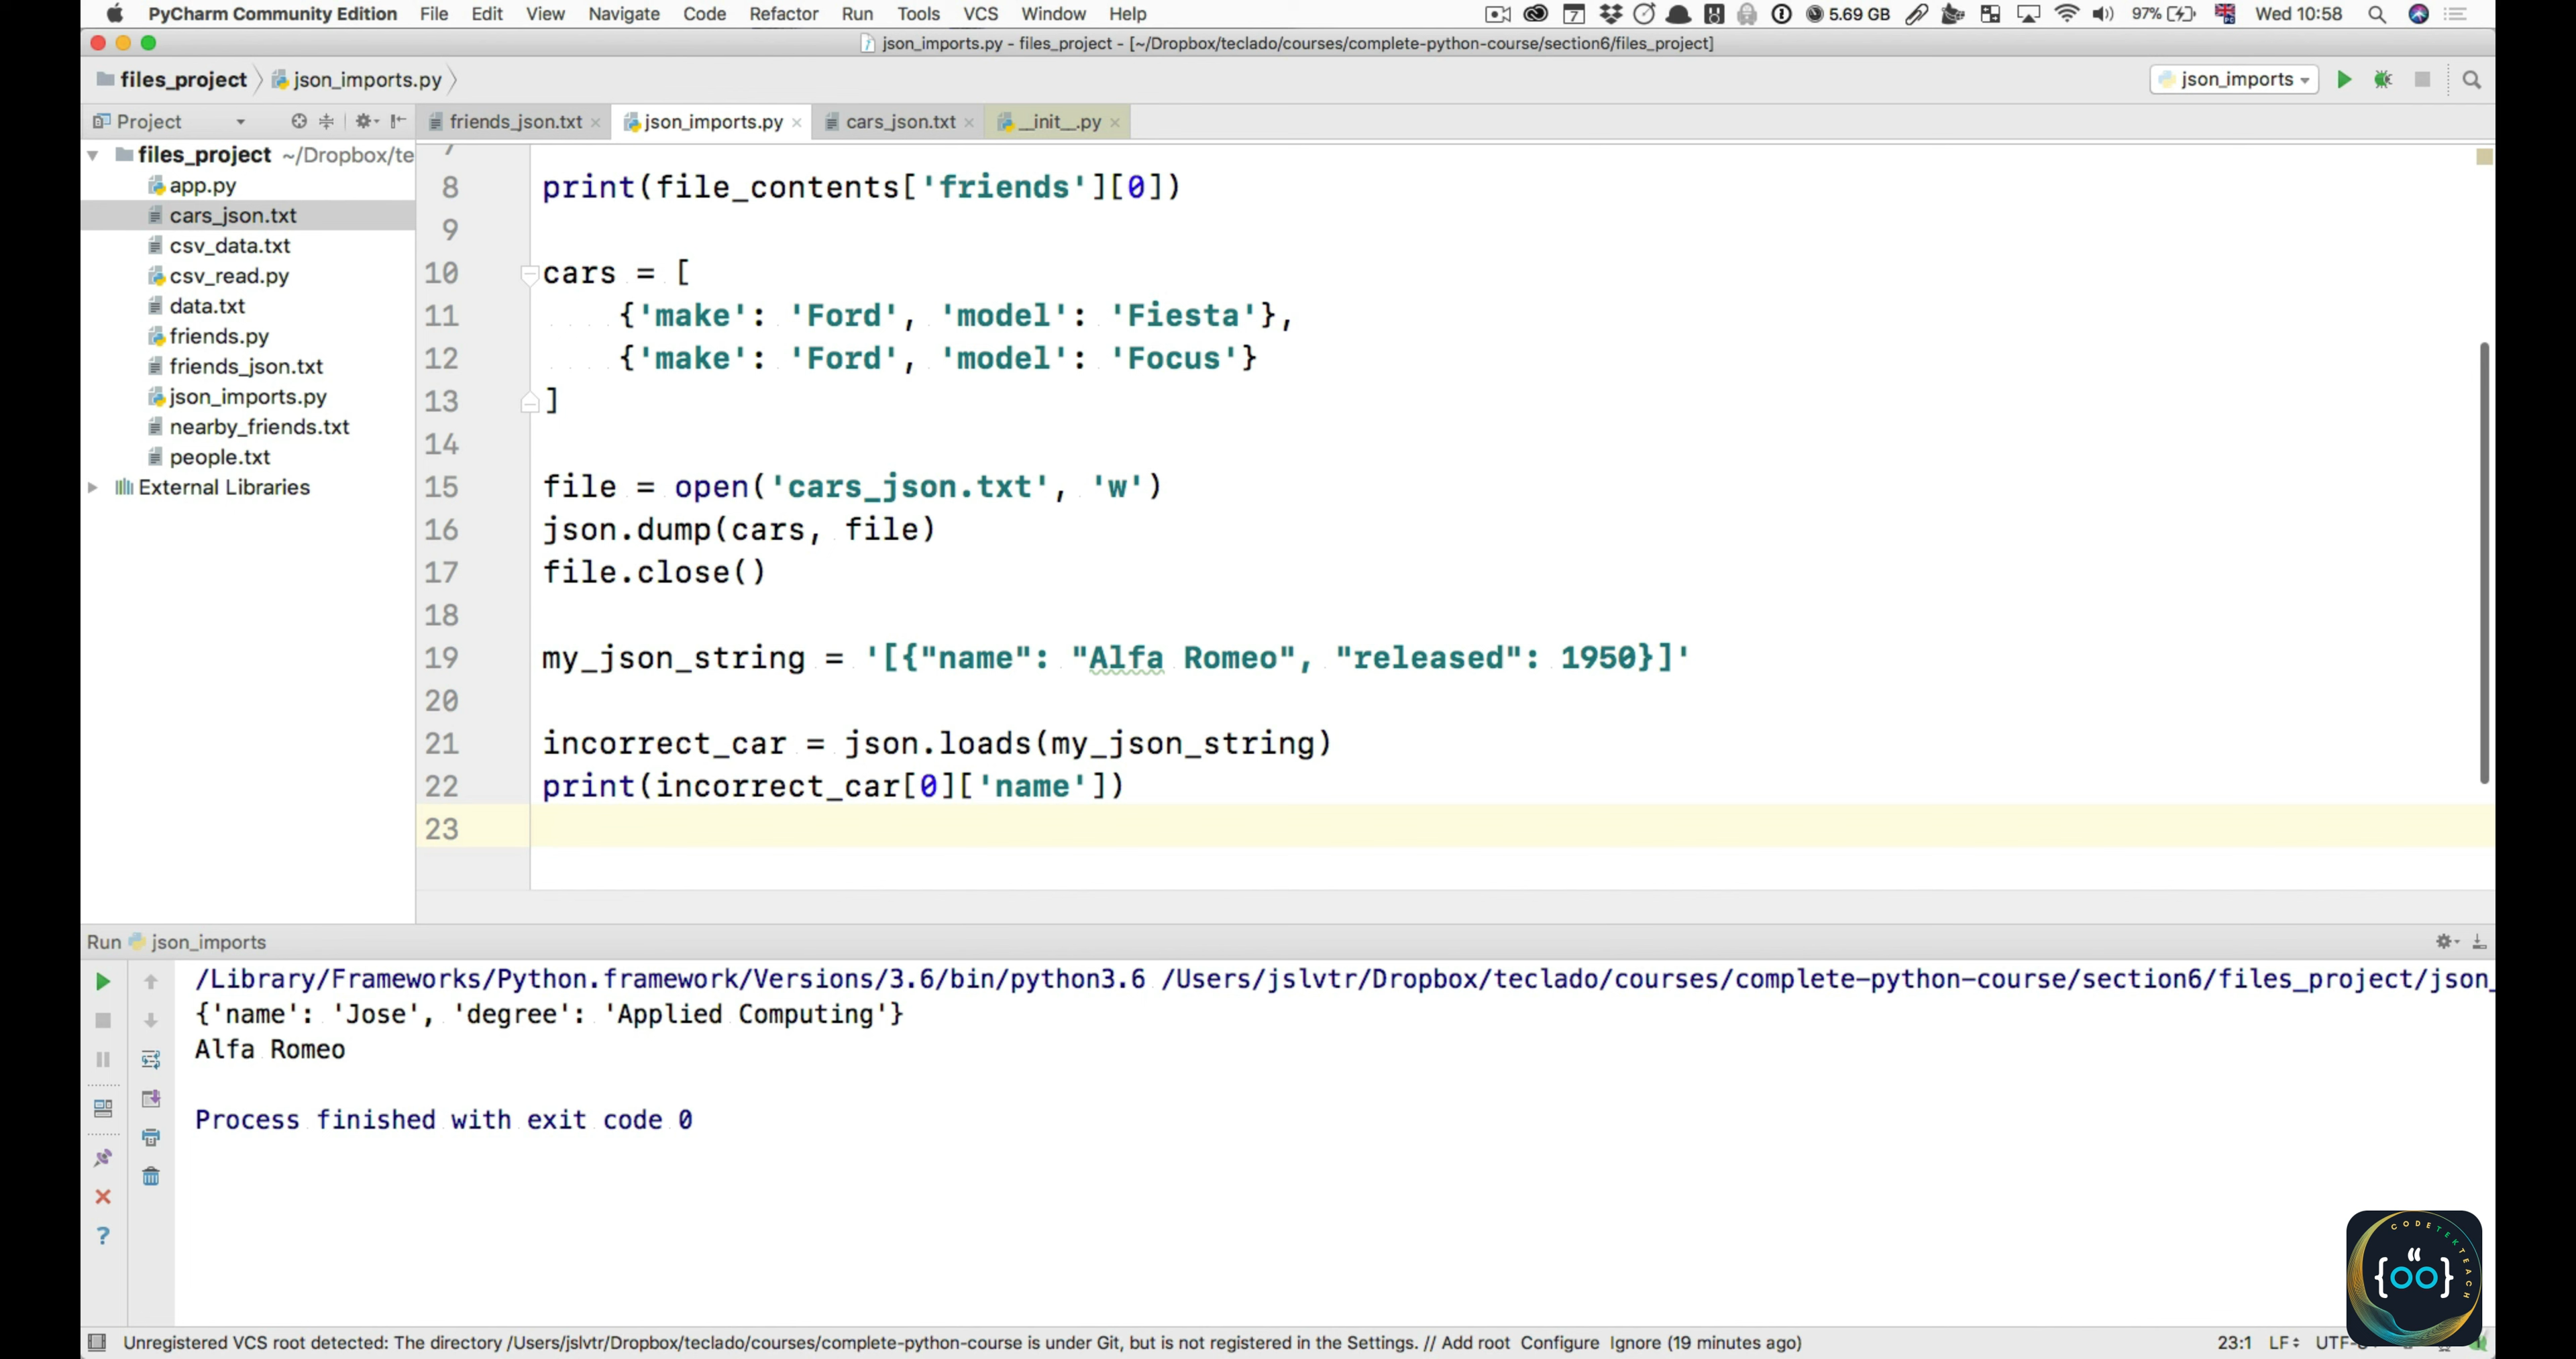 PyCharm Community Edition File Edit View Navigate Code Refactor Run Tools VCS Window Help 5.69 GB 97% Wed 10:58
json_imports.py - files_project - [~/Dropbox/teclado/courses/complete-python-course/section6/files_project]
files_project json_imports.py json_imports
Project friends_json.txt json_imports.py cars_json.txt __init__.py
files_project ~/Dropbox/te
app.py
cars_json.txt
csv_data.txt
csv_read.py
data.txt
friends.py
friends_json.txt
json_imports.py
nearby_friends.txt
people.txt
External Libraries
7
8 print(file_contents['friends'][0])
9
10 cars = [
11 {'make': 'Ford', 'model': 'Fiesta'},
12 {'make': 'Ford', 'model': 'Focus'}
13 ]
14
15 file = open('cars_json.txt', 'w')
16 json.dump(cars, file)
17 file.close()
18
19 my_json_string = '[{"name": "Alfa Romeo", "released": 1950}]'
20
21 incorrect_car = json.loads(my_json_string)
22 print(incorrect_car[0]['name'])
23
Run json_imports
/Library/Frameworks/Python.framework/Versions/3.6/bin/python3.6 /Users/jslvtr/Dropbox/teclado/courses/complete-python-course/section6/files_project/json_
{'name': 'Jose', 'degree': 'Applied Computing'}
Alfa Romeo
Process finished with exit code 0
CODETEKTEACH
Unregistered VCS root detected: The directory /Users/jslvtr/Dropbox/teclado/courses/complete-python-course is under Git, but is not registered in the Settings. // Add root Configure Ignore (19 minutes ago) 23:1 LF